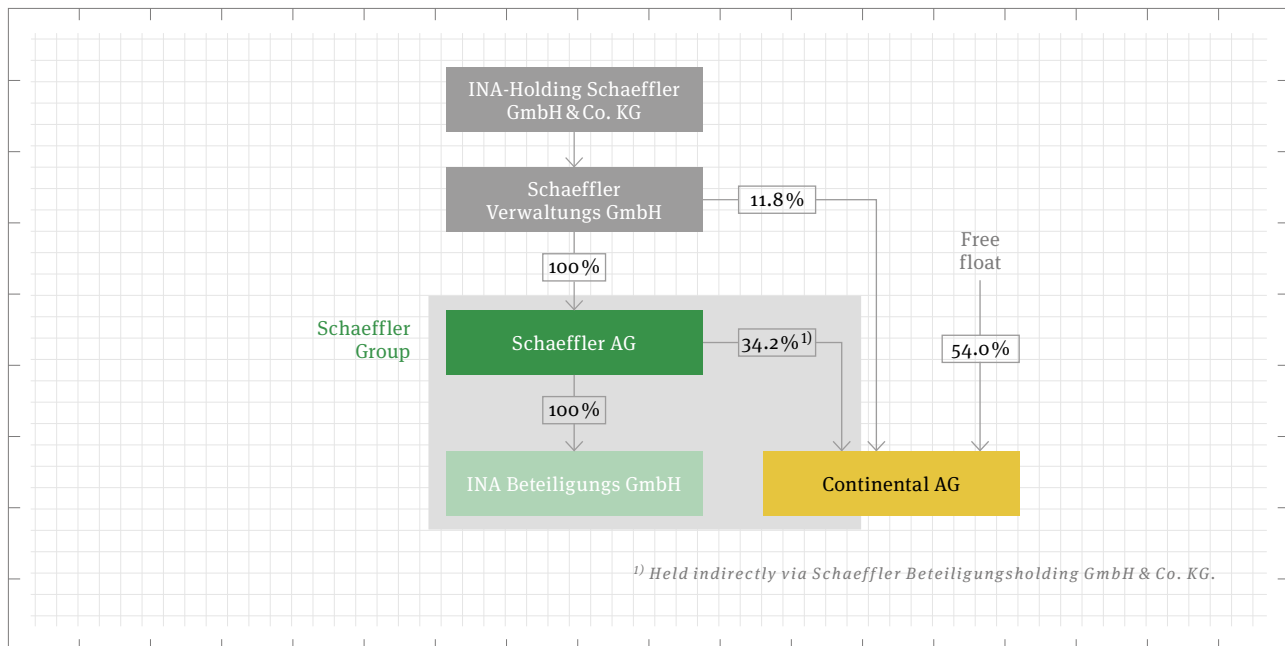 INA-Holding Schaeffler
GmbH & Co. KG
Schaeffler
Verwaltungs GmbH
11.8%
Free
float
100%
Schaeffler
Group
Schaeffler AG
34.2%1)
54.0%
100%
INA Beteiligungs GmbH
Continental AG
1) Held indirectly via Schaeffler Beteiligungsholding GmbH & Co. KG.